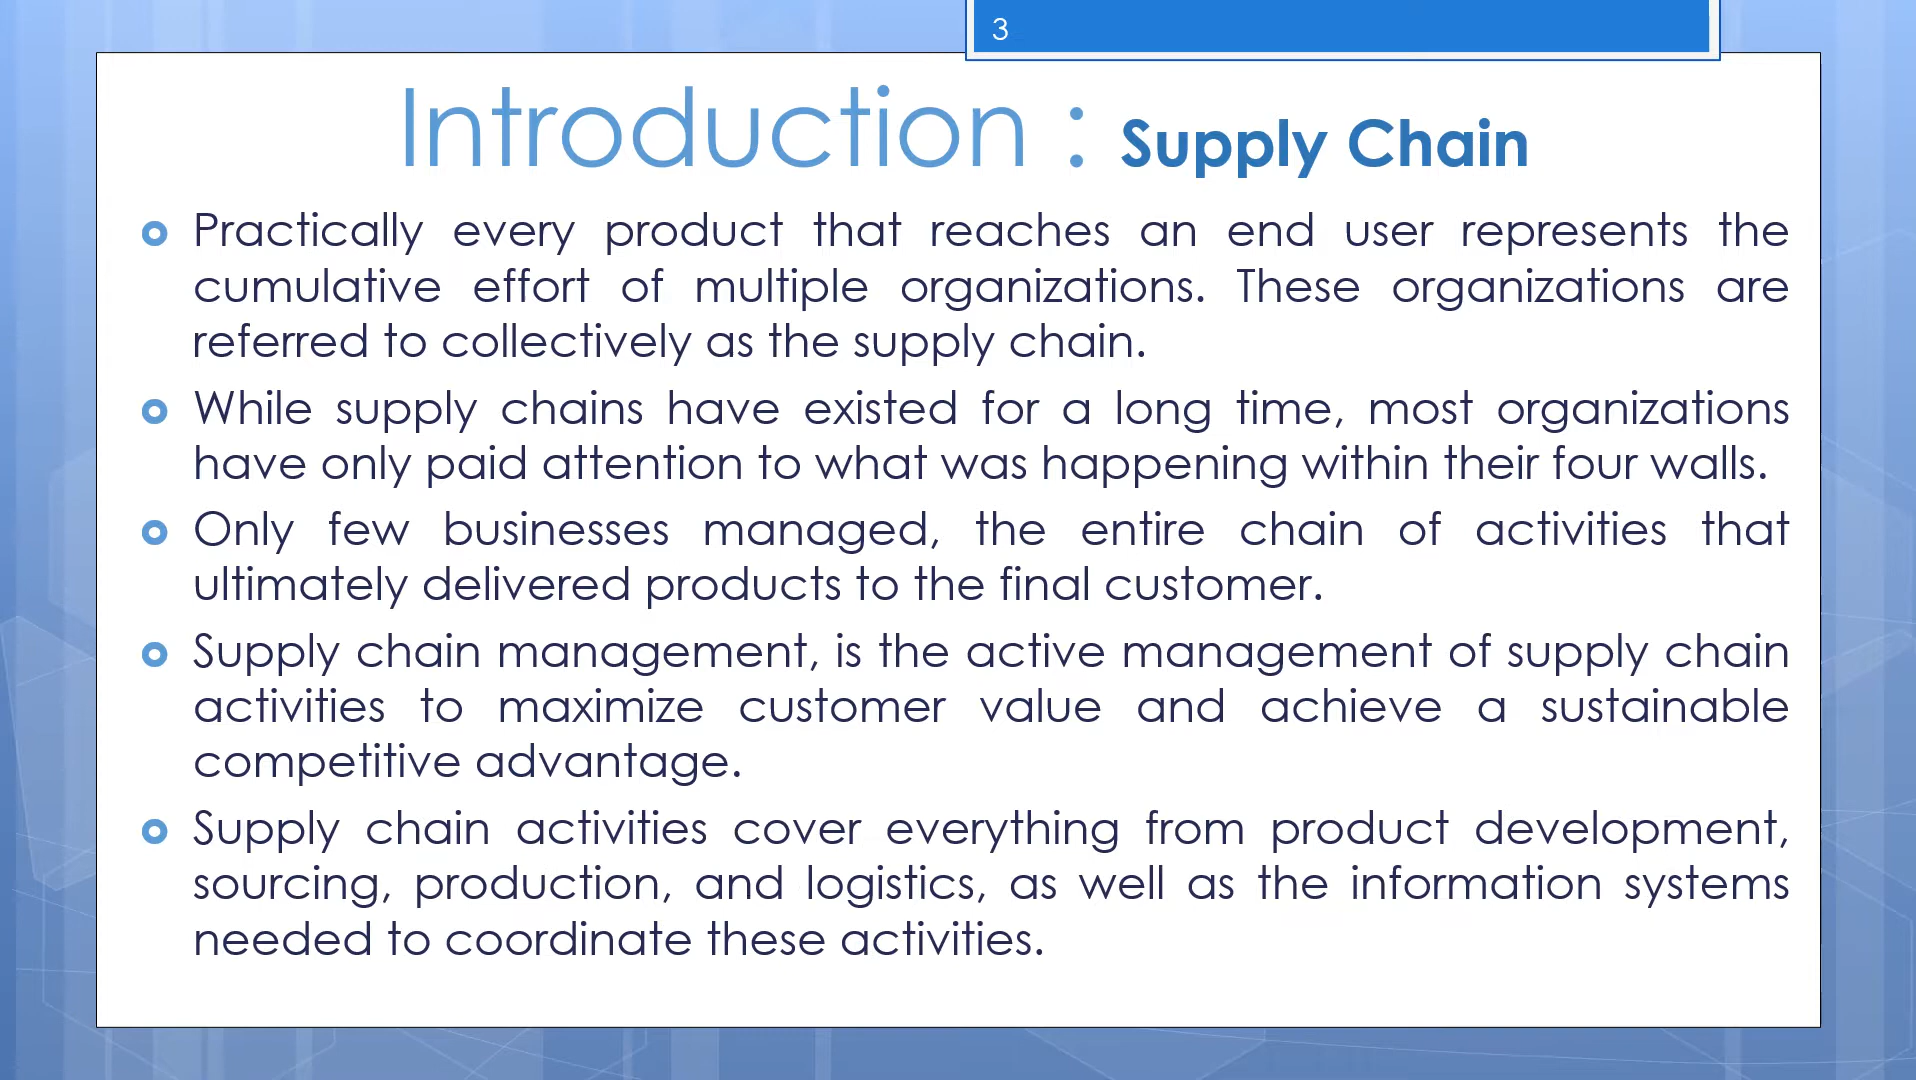 3
Introduction : Supply Chain
Practically every product that reaches an end user represents the
cumulative effort of multiple organizations. These organizations are
referred to collectively as the supply chain.
While supply chains have existed for a long time, most organizations
have only paid attention to what was happening within their four walls.
Only few businesses managed, the entire chain of activities that
ultimately delivered products to the final customer.
Supply chain management, is the active management of supply chain
activities to maximize customer value and achieve a sustainable
competitive advantage.
Supply chain activities cover everything from product development,
sourcing, production, and logistics, as well as the information systems
needed to coordinate these activities.